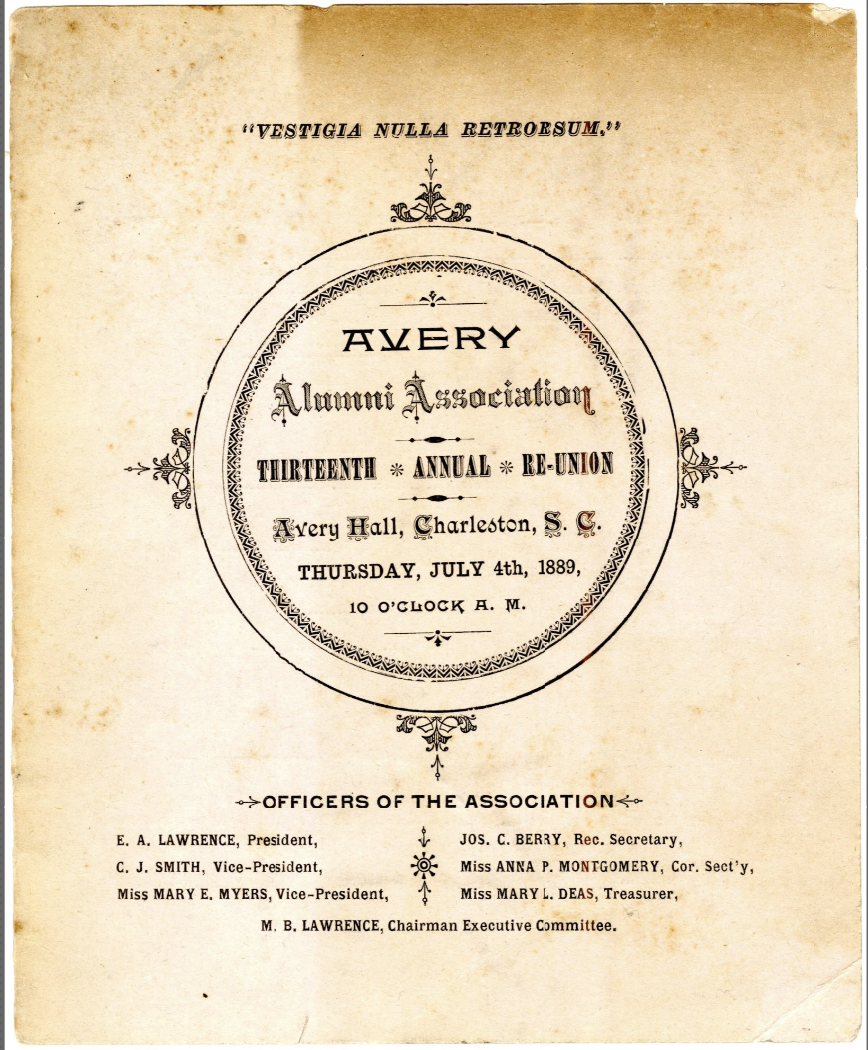 "VESTIGIA NULLA RETRORSUM."
AVERY
Alumni Association
THIRTEENTH * ANNUAL * RE-UNION
Avery Hall, Charleston, S. C.
THURSDAY, JULY 4th, 1889,
10 O'CLOCK A. M.
OFFICERS OF THE ASSOCIATION
E. A. LAWRENCE, President,
C. J. SMITH, Vice-President,
Miss MARY E. MYERS, Vice-President,
JOS. C. BERRY, Rec. Secretary,
Miss ANNA P. MONTGOMERY, Cor. Sect'y,
Miss MARY L. DEAS, Treasurer,
M. B. LAWRENCE, Chairman Executive Committee.